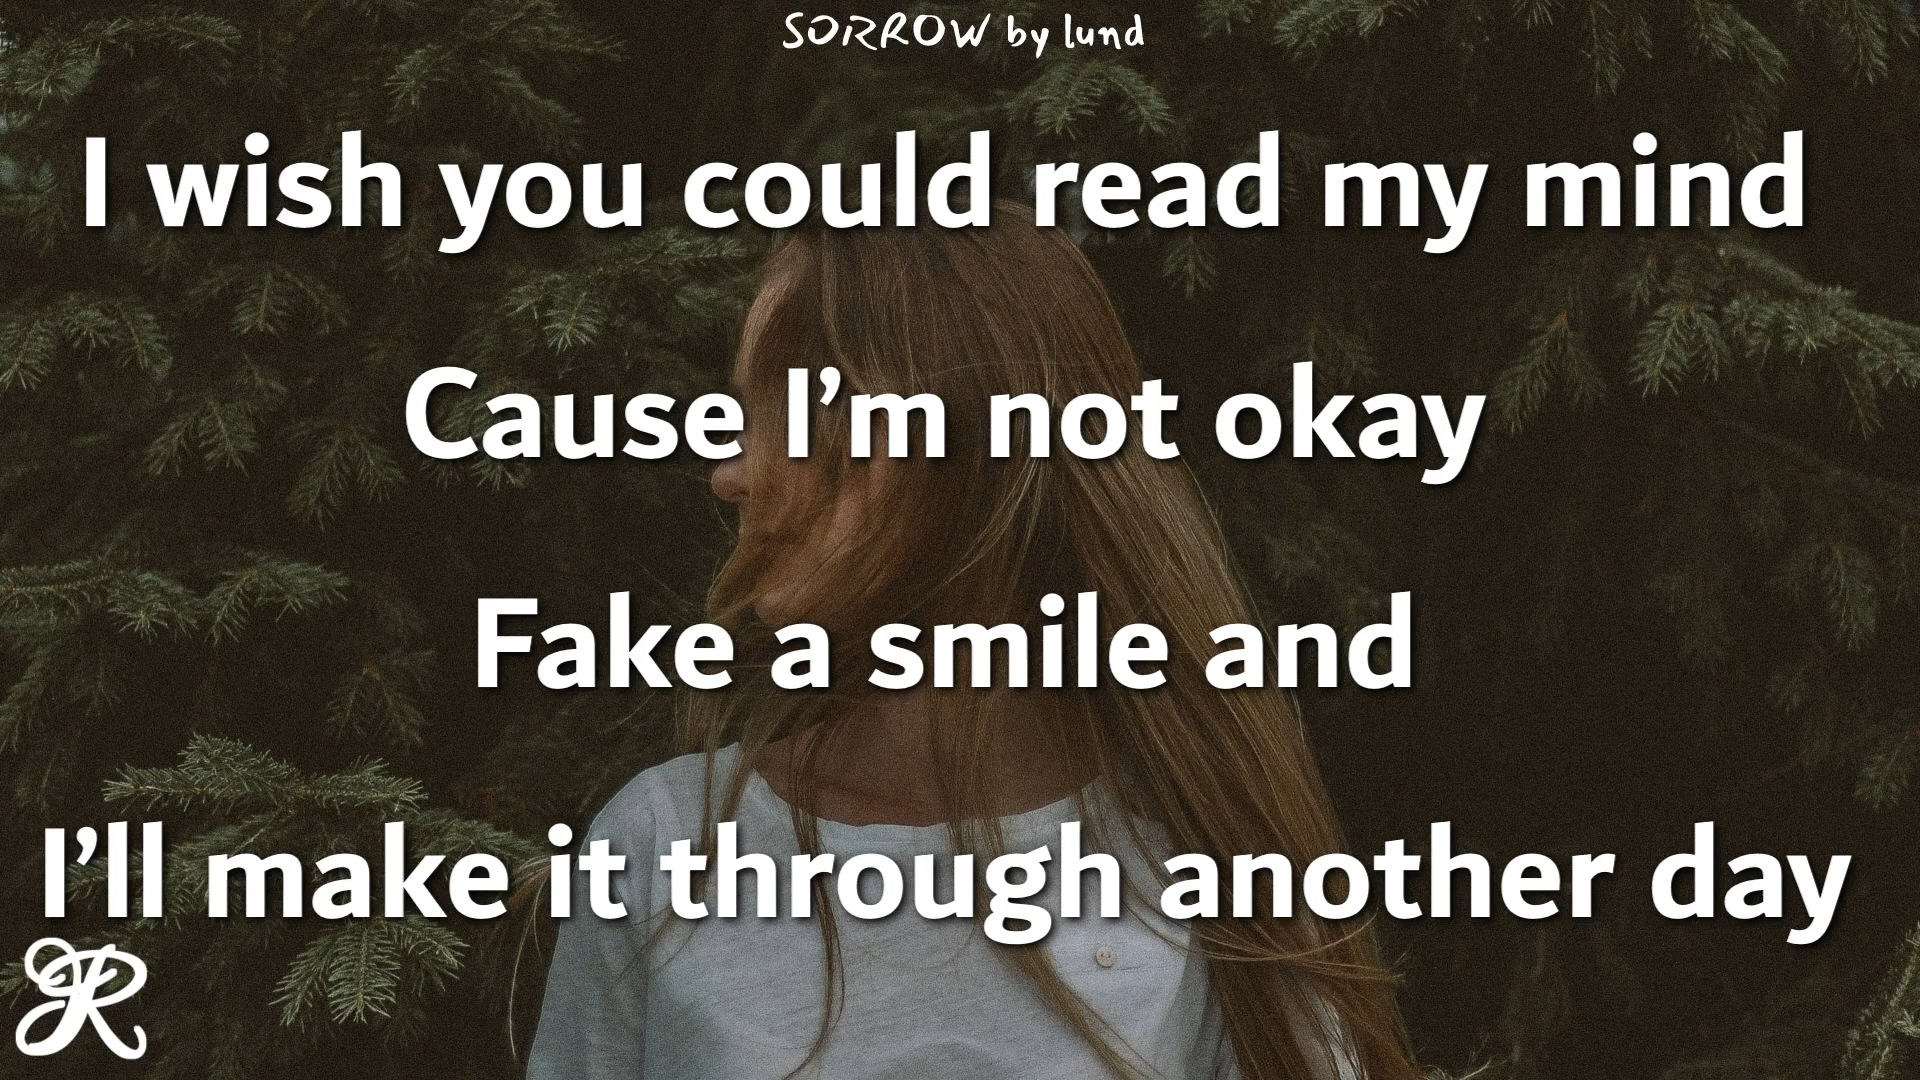 SORROW by lund
I wish you could read my mind
Cause I’m not okay
Fake a smile and
I’ll make it through another day
R